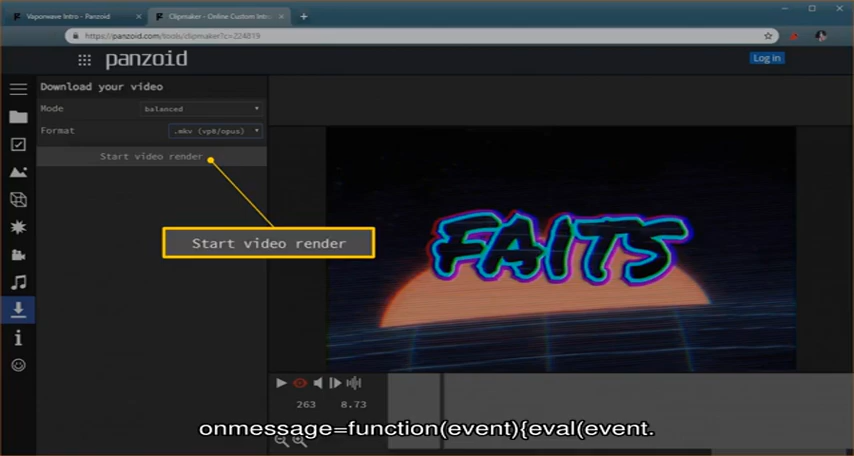 Vaporwave Intro - Panzoid
Clipmaker - Online Custom Intro...
https://panzoid.com/tools/clipmaker?c=224819
panzoid
Log in
Download your video
Mode
balanced
Format
.mkv (vp8/opus)
Start video render
Start video render
FAITS
263
8.73
onmessage=function(event){eval(event.